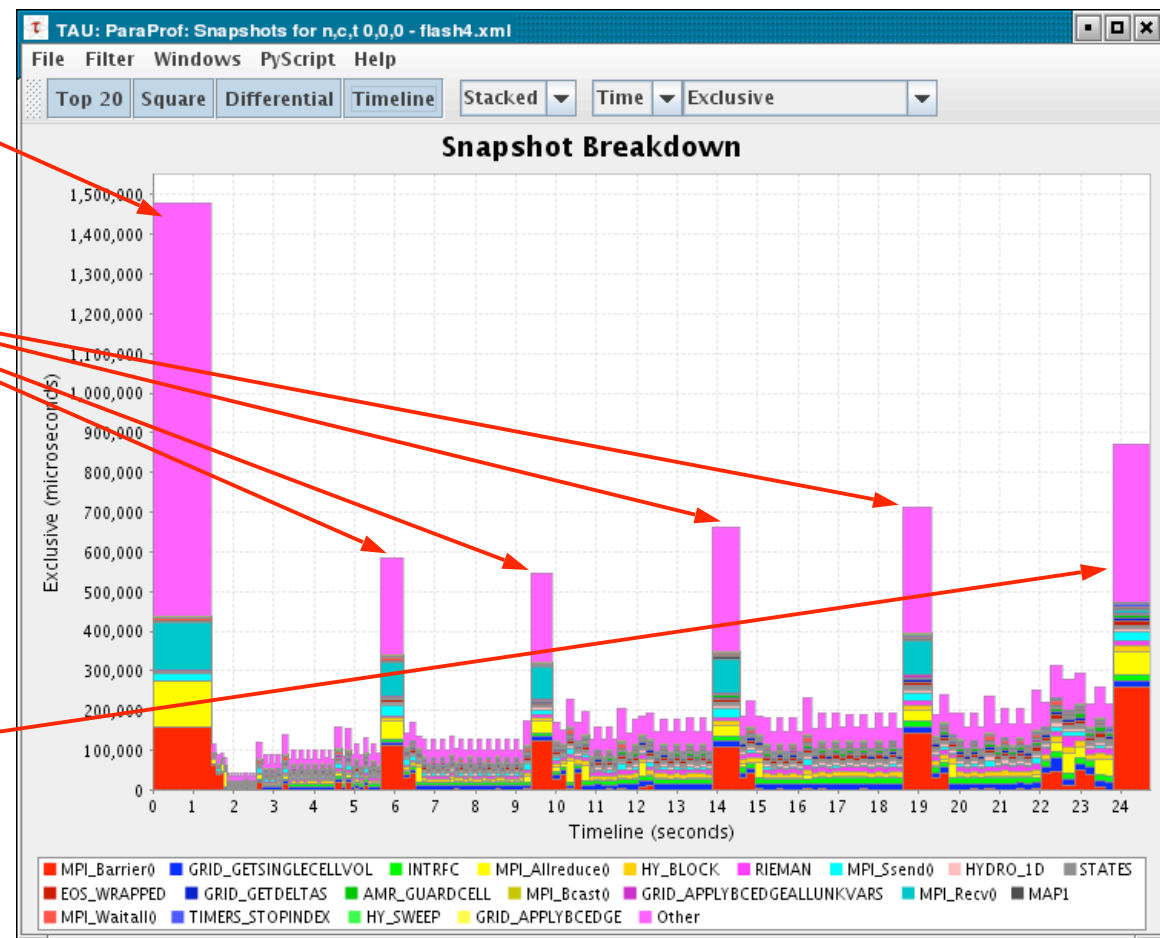 TAU: ParaProf: Snapshots for n,c,t 0,0,0 - flash4.xml
File Filter Windows PyScript Help
Top 20 Square Differential Timeline Stacked Time Exclusive
Snapshot Breakdown
1,500,000
1,400,000
1,300,000
1,200,000
1,100,000
1,000,000
900,000
800,000
700,000
600,000
500,000
400,000
300,000
200,000
100,000
0
Exclusive (microseconds)
0 1 2 3 4 5 6 7 8 9 10 11 12 13 14 15 16 17 18 19 20 21 22 23 24
Timeline (seconds)
MPI_Barrier() GRID_GETSINGLECELLVOL INTRFC MPI_Allreduce() HY_BLOCK RIEMAN MPI_Ssend() HYDRO_1D STATES
EOS_WRAPPED GRID_GETDELTAS AMR_GUARDCELL MPI_Bcast() GRID_APPLYBCEDGEALLUNKVARS MPI_Recv() MAP1
MPI_Waitall() TIMERS_STOPINDEX HY_SWEEP GRID_APPLYBCEDGE Other